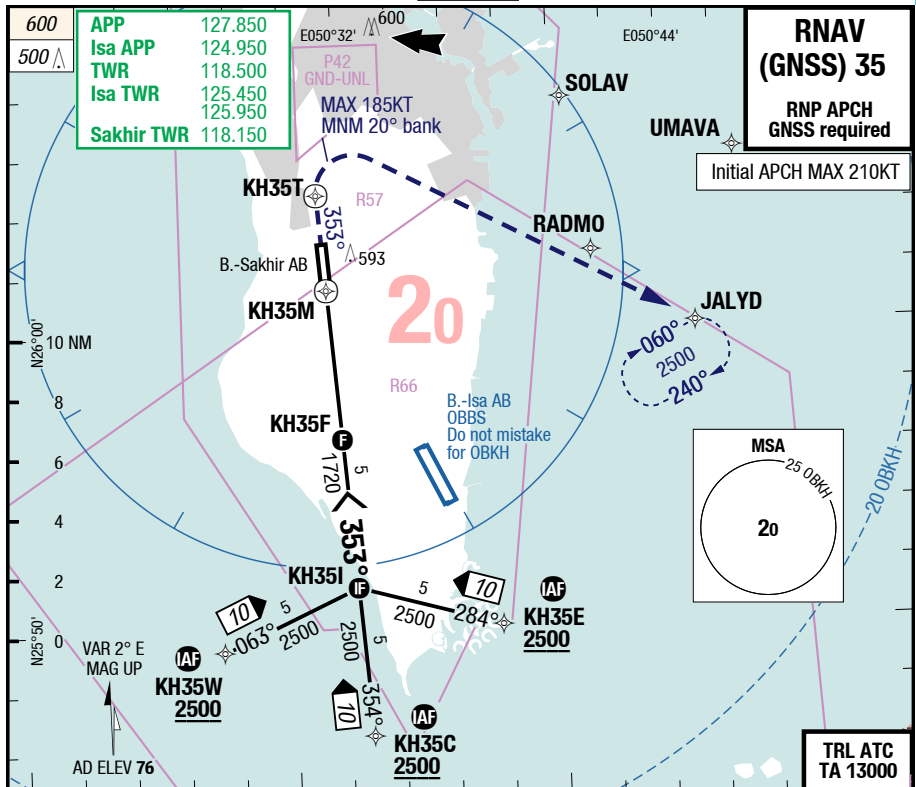 600
500
APP 127.850
Isa APP 124.950
TWR 118.500
Isa TWR 125.450
125.950
Sakhir TWR 118.150
E050°32'
600
E050°44'
P42
GND-UNL
MAX 185KT
MNM 20° bank
RNAV
(GNSS) 35
RNP APCH
GNSS required
SOLAV
UMAVA
Initial APCH MAX 210KT
KH35T
353°
R57
RADMO
B.-Sakhir AB
593
KH35M
20
JALYD
N26°00'
10 NM
060°
2500
240°
R66
8
KH35F
F
B.-Isa AB
OBBS
Do not mistake
for OBKH
6
5
1720
MSA
25 OBKH
20
20 OBKH
4
353°
2
KH35I
IF
10
5
2500
063°
5
2500
284°
10
IAF
KH35E
2500
N25°50'
0
VAR 2° E
MAG UP
IAF
KH35W
2500
5
2500
354°
10
IAF
KH35C
2500
AD ELEV 76
TRL ATC
TA 13000